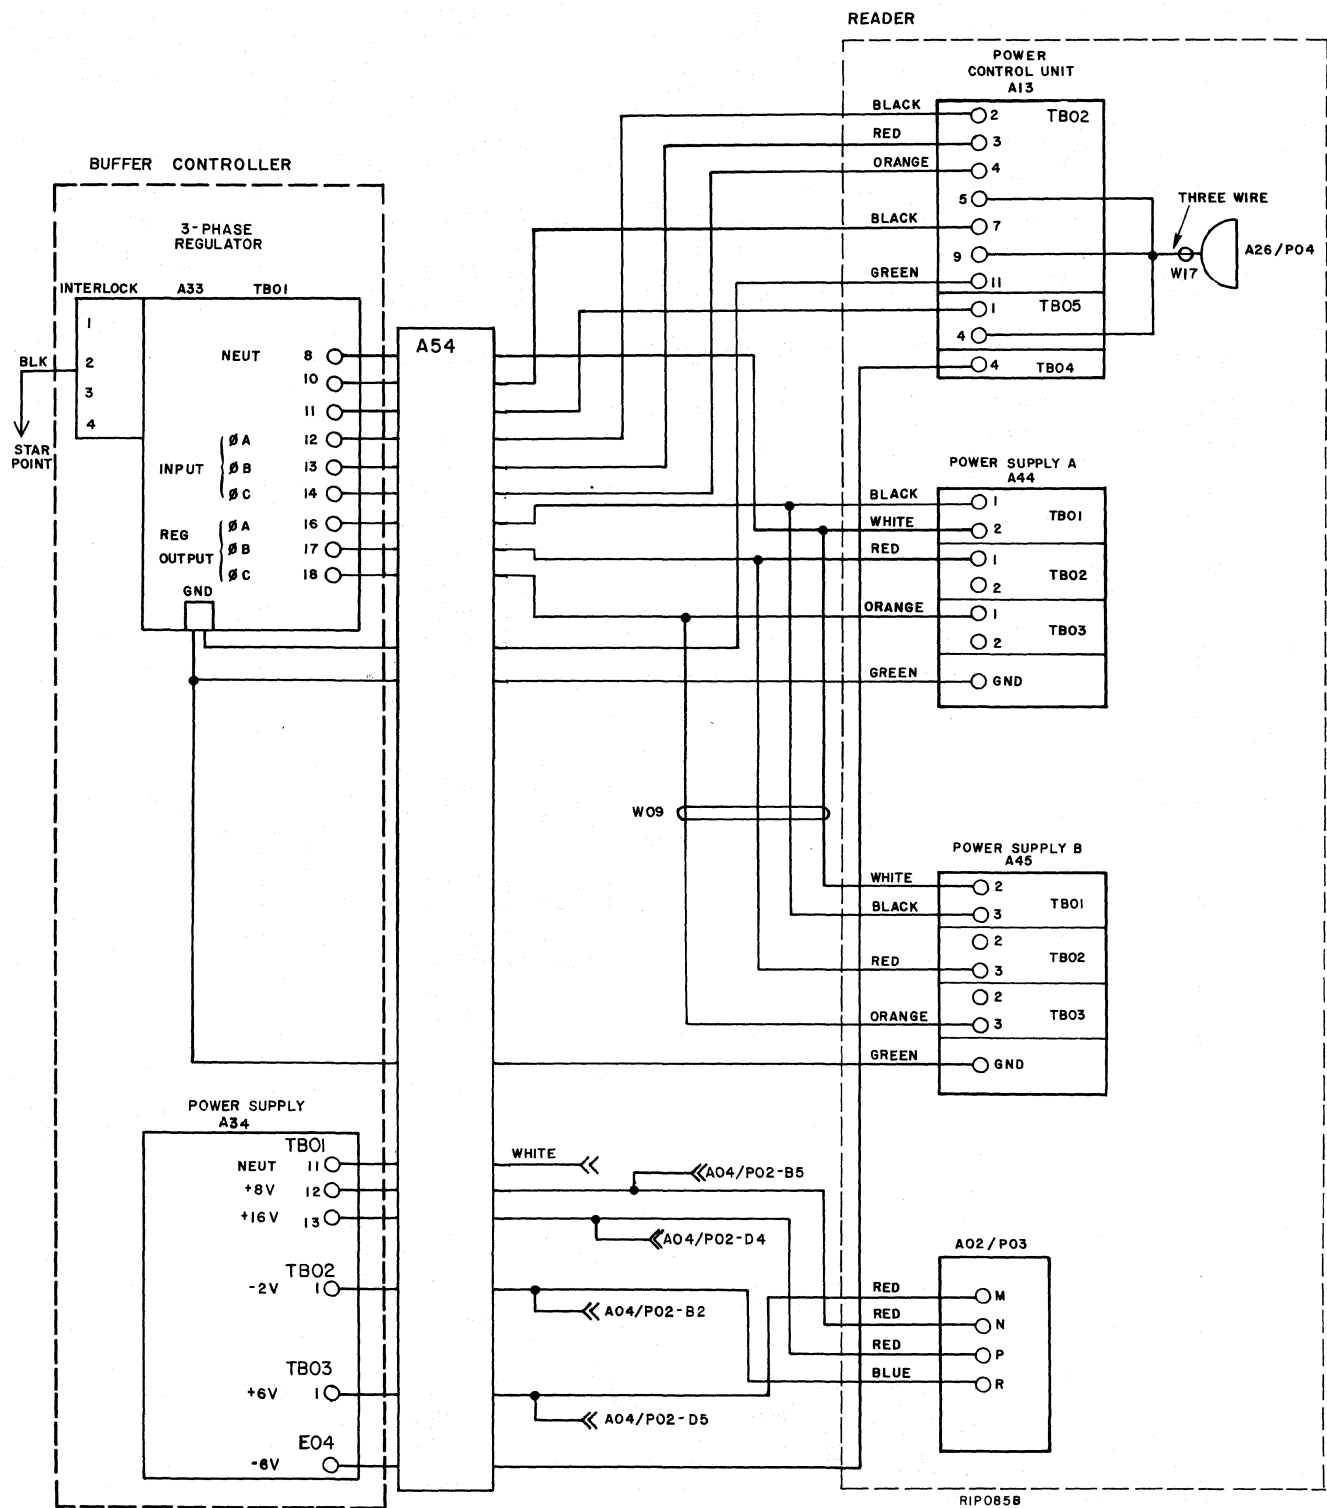 READER
POWER
CONTROL UNIT
A13
BLACK
2
TB02
RED
3
ORANGE
4
5
THREE WIRE
BLACK
7
9
W17
A26/P04
GREEN
11
1
TB05
4
4
TB04
BUFFER CONTROLLER
3-PHASE
REGULATOR
INTERLOCK
A33
TB01
1
BLK
2
3
4
STAR
POINT
NEUT
8
10
11
INPUT
ØA
12
ØB
13
ØC
14
REG
OUTPUT
ØA
16
ØB
17
ØC
18
GND
A54
POWER SUPPLY A
A44
BLACK
1
TB01
WHITE
2
RED
1
TB02
2
ORANGE
1
TB03
2
GREEN
GND
W09
POWER SUPPLY B
A45
WHITE
2
TB01
BLACK
3
2
TB02
RED
3
2
TB03
ORANGE
3
GREEN
GND
POWER SUPPLY
A34
TB01
NEUT
11
+8V
12
+16V
13
TB02
-2V
1
TB03
+6V
1
E04
-6V
WHITE
A04/P02-B5
A04/P02-D4
A04/P02-B2
A04/P02-D5
A02/P03
RED
M
RED
N
RED
P
BLUE
R
RIP085B